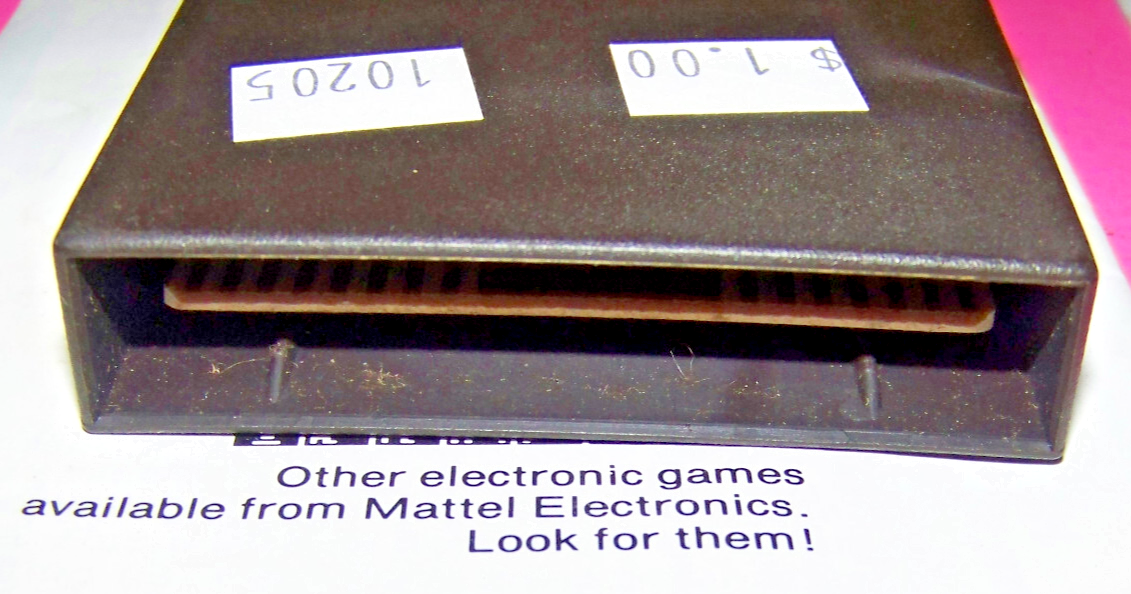 10205
$ 1.00
Other electronic games
available from Mattel Electronics.
Look for them!